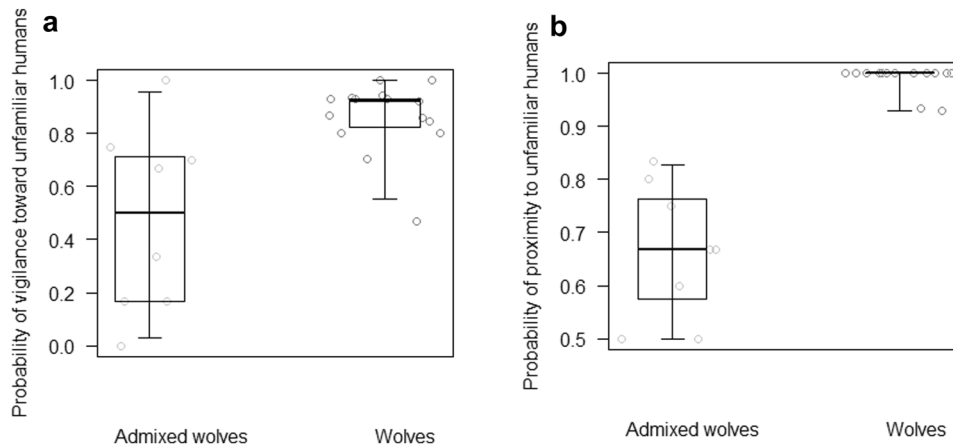 a
Probability of vigilance toward unfamiliar humans
1.0
0.8
0.6
0.4
0.2
0.0
Admixed wolves
Wolves
b
Probability of proximity to unfamiliar humans
1.0
0.9
0.8
0.7
0.6
0.5
Admixed wolves
Wolves